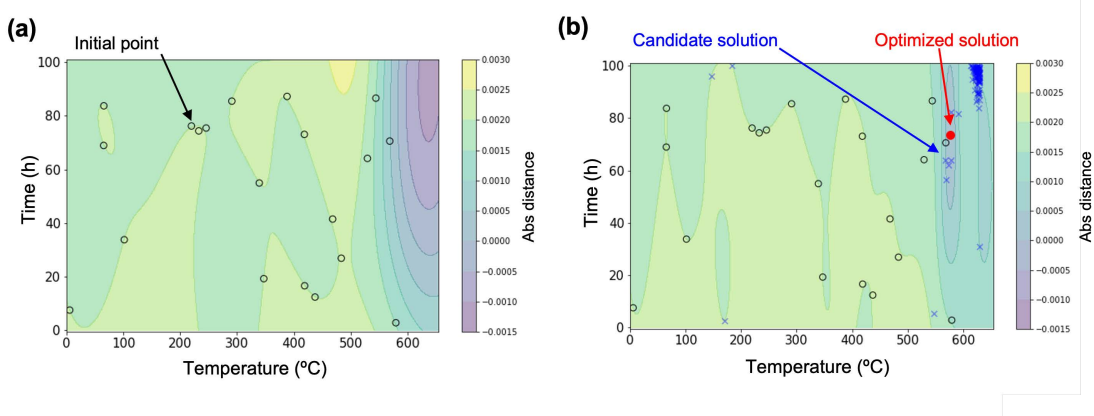 (a)
Initial point
100
80
60
40
20
0
Time (h)
0 100 200 300 400 500 600
Temperature (ºC)
0.0030
0.0025
0.0020
0.0015
0.0010
0.0005
0.0000
−0.0005
−0.0010
−0.0015
Abs distance
(b)
Candidate solution
Optimized solution
100
80
60
40
20
0
Time (h)
0 100 200 300 400 500 600
Temperature (ºC)
0.0030
0.0025
0.0020
0.0015
0.0010
0.0005
0.0000
−0.0005
−0.0010
−0.0015
Abs distance